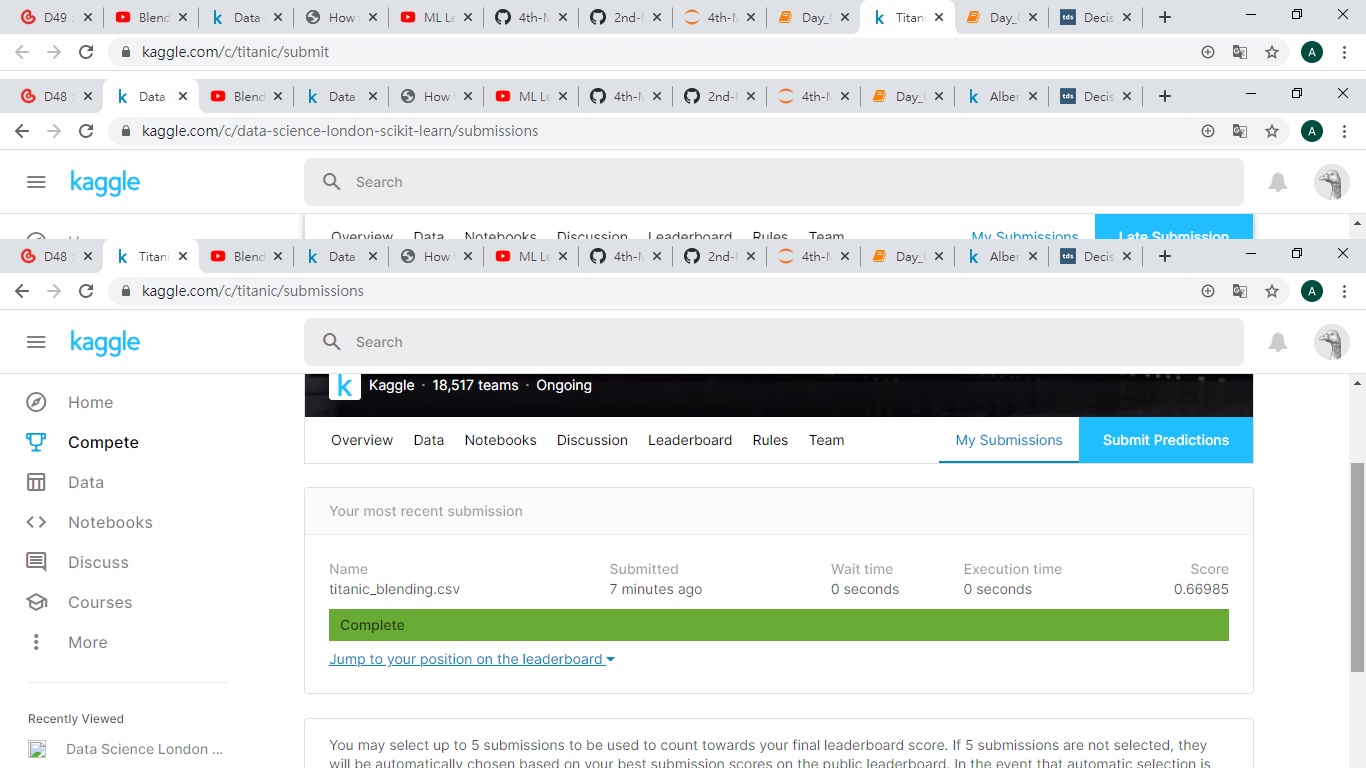 D49 Blend Data How ML Le 4th-M 2nd-M 4th-M Day_ Titani Day_ Decis
kaggle.com/c/titanic/submit
D48 Data Blend Data How ML Le 4th-M 2nd- 4th-M Day_ Alber Decis
kaggle.com/c/data-science-london-scikit-learn/submissions
A
kaggle Search
Overview Data Notebooks Discussion Leaderboard Rules Team My Submissions Late Submission
D48 Titani Blend Data How ML Le 4th-M 2nd- 4th-M Day_ Alber Decis
kaggle.com/c/titanic/submissions
A
kaggle Search
k Kaggle · 18,517 teams · Ongoing
Home
Compete
Overview Data Notebooks Discussion Leaderboard Rules Team My Submissions Submit Predictions
Data
Notebooks
Discuss
Courses
More
Your most recent submission
Name Submitted Wait time Execution time Score
titanic_blending.csv 7 minutes ago 0 seconds 0 seconds 0.66985
Complete
Jump to your position on the leaderboard
Recently Viewed
Data Science London ...
You may select up to 5 submissions to be used to count towards your final leaderboard score. If 5 submissions are not selected, they
will be automatically chosen based on your best submission scores on the public leaderboard. In the event that automatic selection is